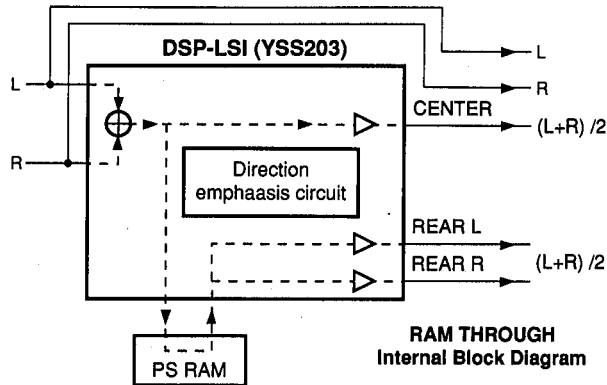 L
DSP-LSI (YSS203)
R
L
CENTER
(L+R) /2
R
Direction
emphaasis circuit
REAR L
REAR R
(L+R) /2
PS RAM
RAM THROUGH
Internal Block Diagram